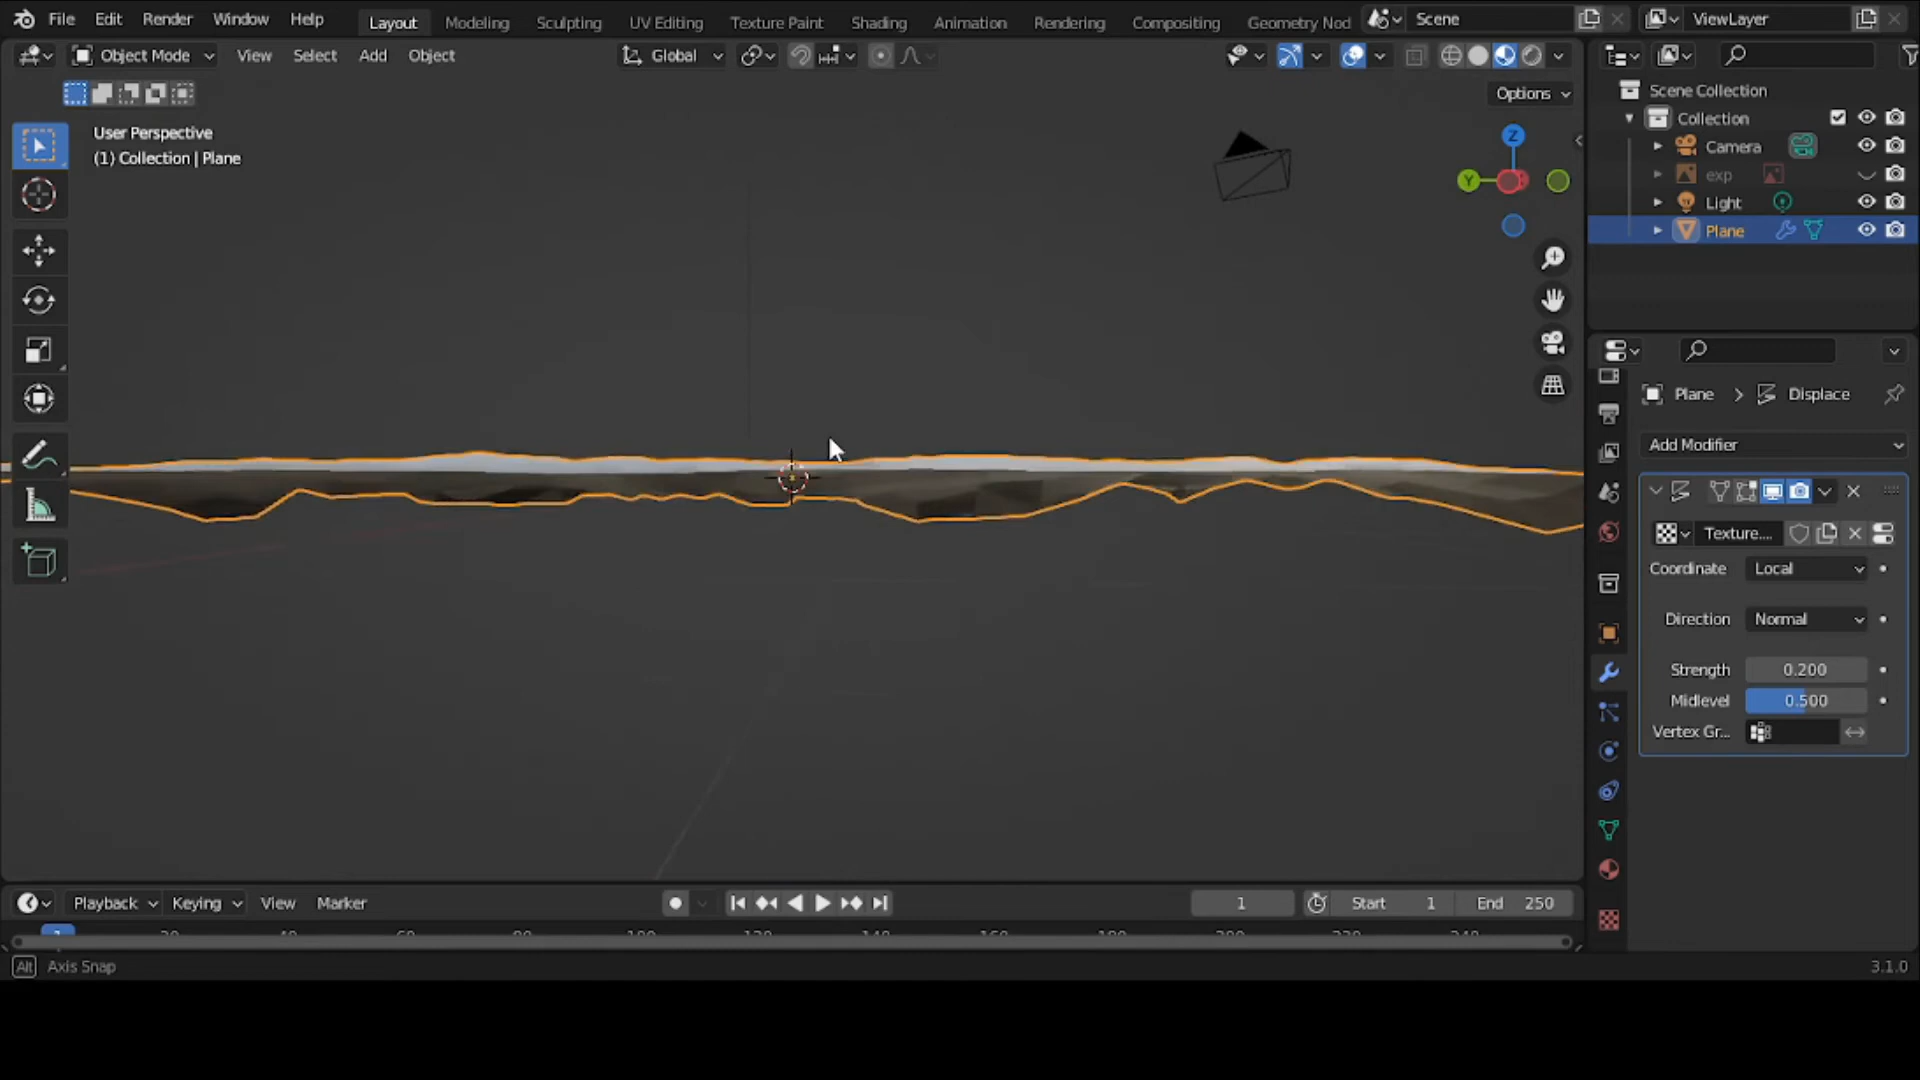 File Edit Render Window Help Layout Modeling Sculpting UV Editing Texture Paint Shading Animation Rendering Compositing Geometry Nod Scene ViewLayer
Object Mode View Select Add Object Global
Options
User Perspective
(1) Collection | Plane
Z
Y
Scene Collection
Collection
Camera
exp
Light
Plane
Plane > Displace
Add Modifier
Texture....
Coordinate Local
Direction Normal
Strength 0.200
Midlevel 0.500
Vertex Gr...
Playback Keying View Marker 1 Start 1 End 250
Alt Axis Snap 3.1.0